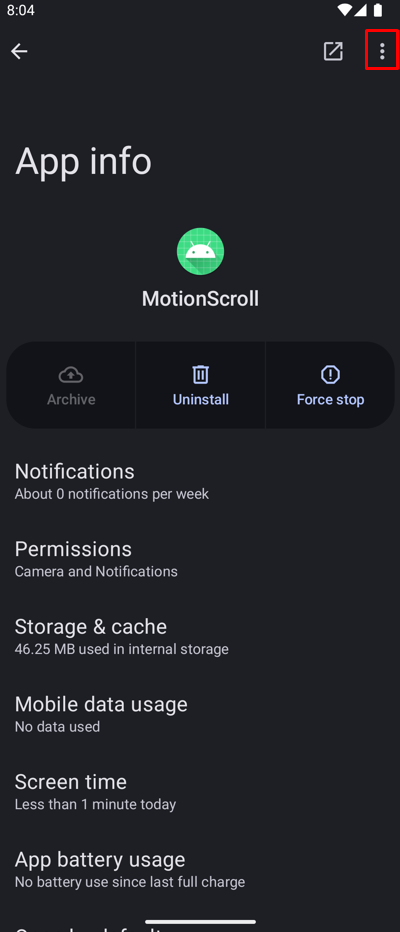 8:04
App info
MotionScroll
Archive
Uninstall
Force stop
Notifications
About 0 notifications per week
Permissions
Camera and Notifications
Storage & cache
46.25 MB used in internal storage
Mobile data usage
No data used
Screen time
Less than 1 minute today
App battery usage
No battery use since last full charge